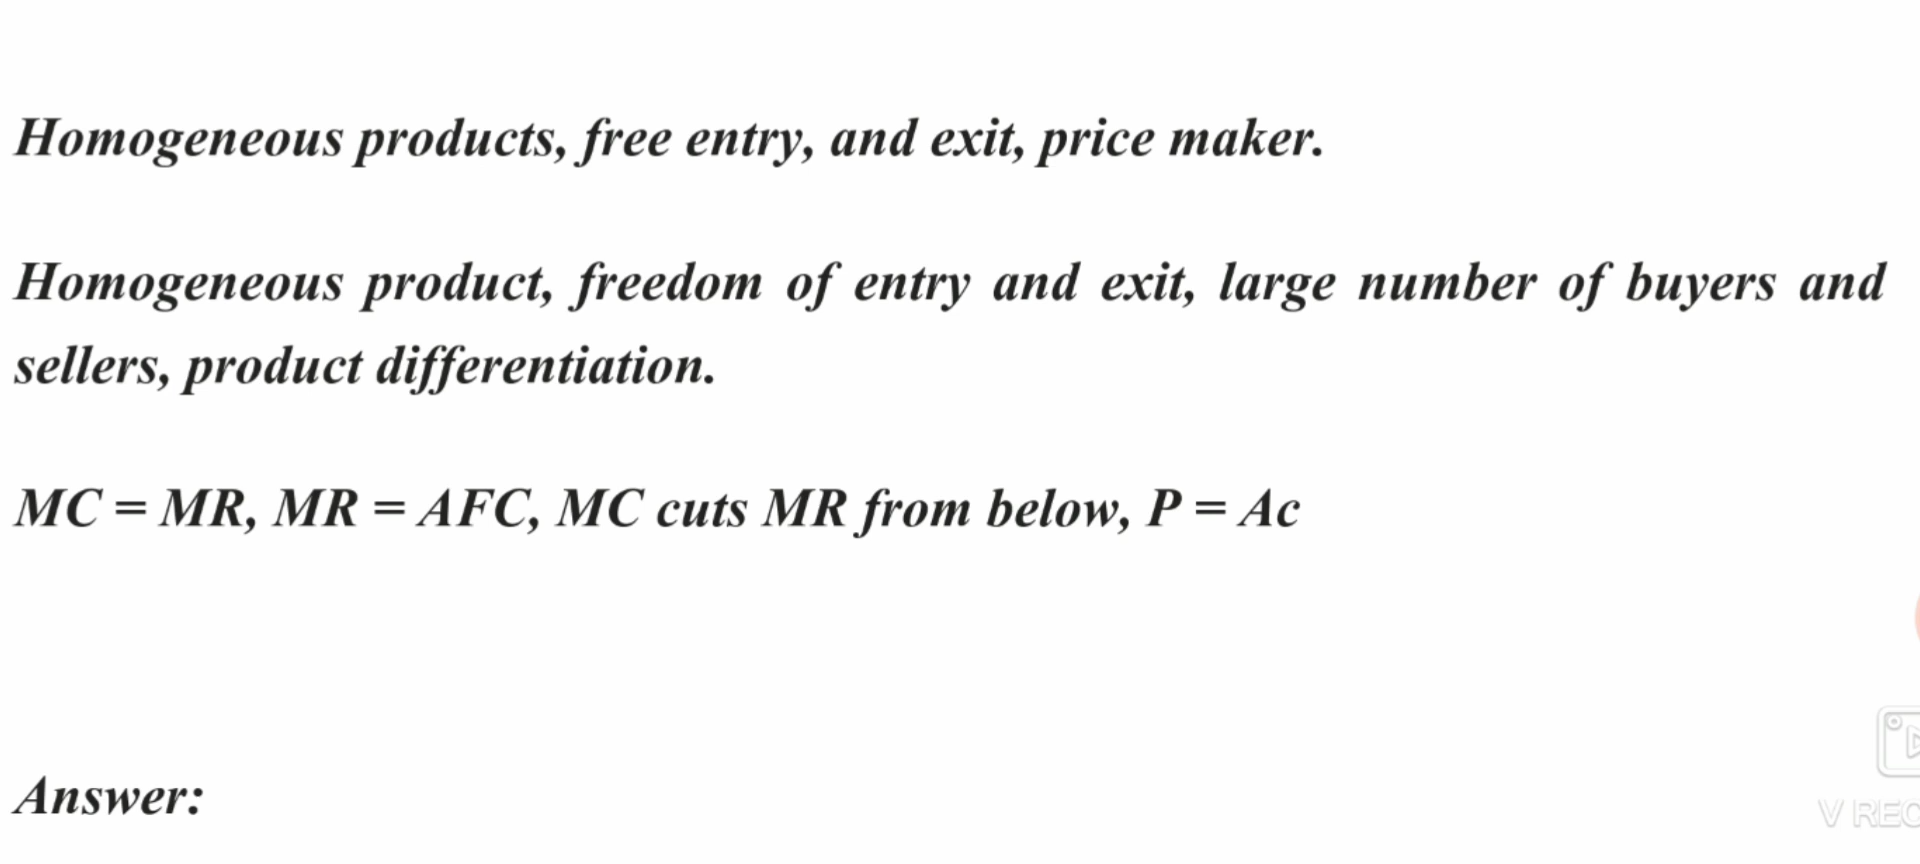 Homogeneous products, free entry, and exit, price maker.
Homogeneous product, freedom of entry and exit, large number of buyers and
sellers, product differentiation.
MC = MR, MR = AFC, MC cuts MR from below, P = Ac
Answer:
V REC